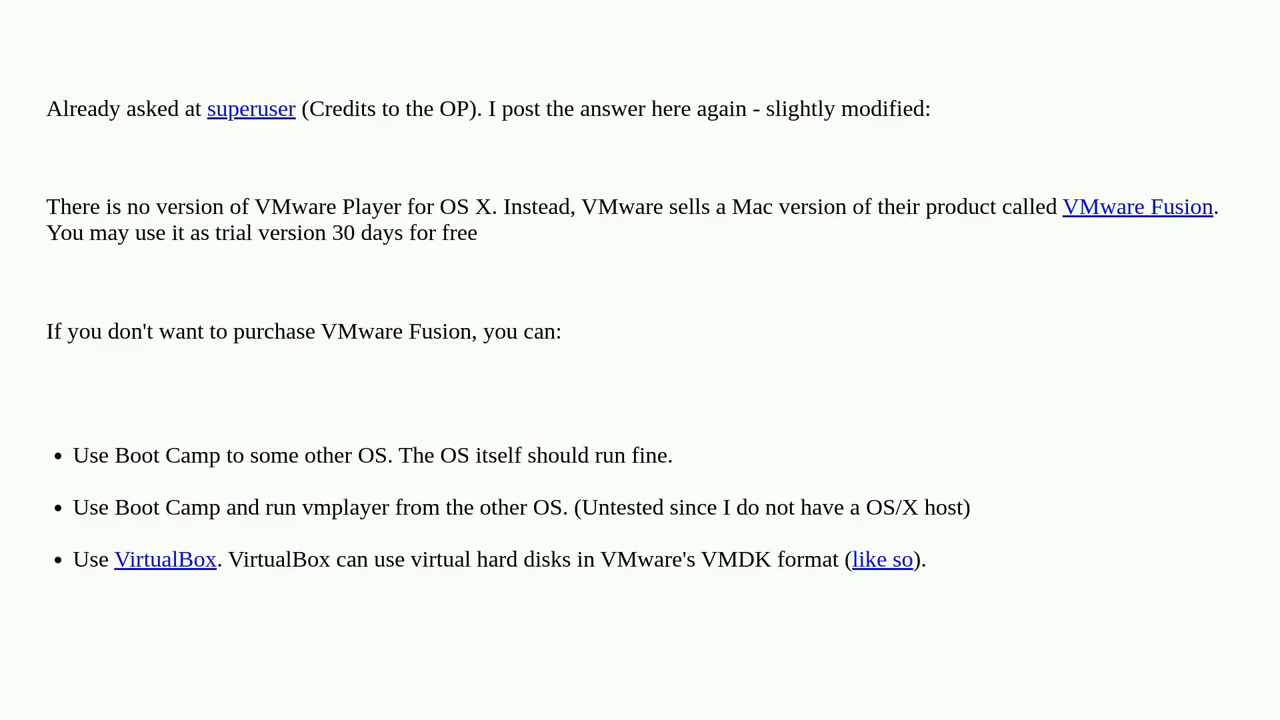 Already asked at superuser (Credits to the OP). I post the answer here again - slightly modified:
There is no version of VMware Player for OS X. Instead, VMware sells a Mac version of their product called VMware Fusion.
You may use it as trial version 30 days for free
If you don't want to purchase VMware Fusion, you can:
• Use Boot Camp to some other OS. The OS itself should run fine.
• Use Boot Camp and run vmplayer from the other OS. (Untested since I do not have a OS/X host)
• Use VirtualBox. VirtualBox can use virtual hard disks in VMware's VMDK format (like so).